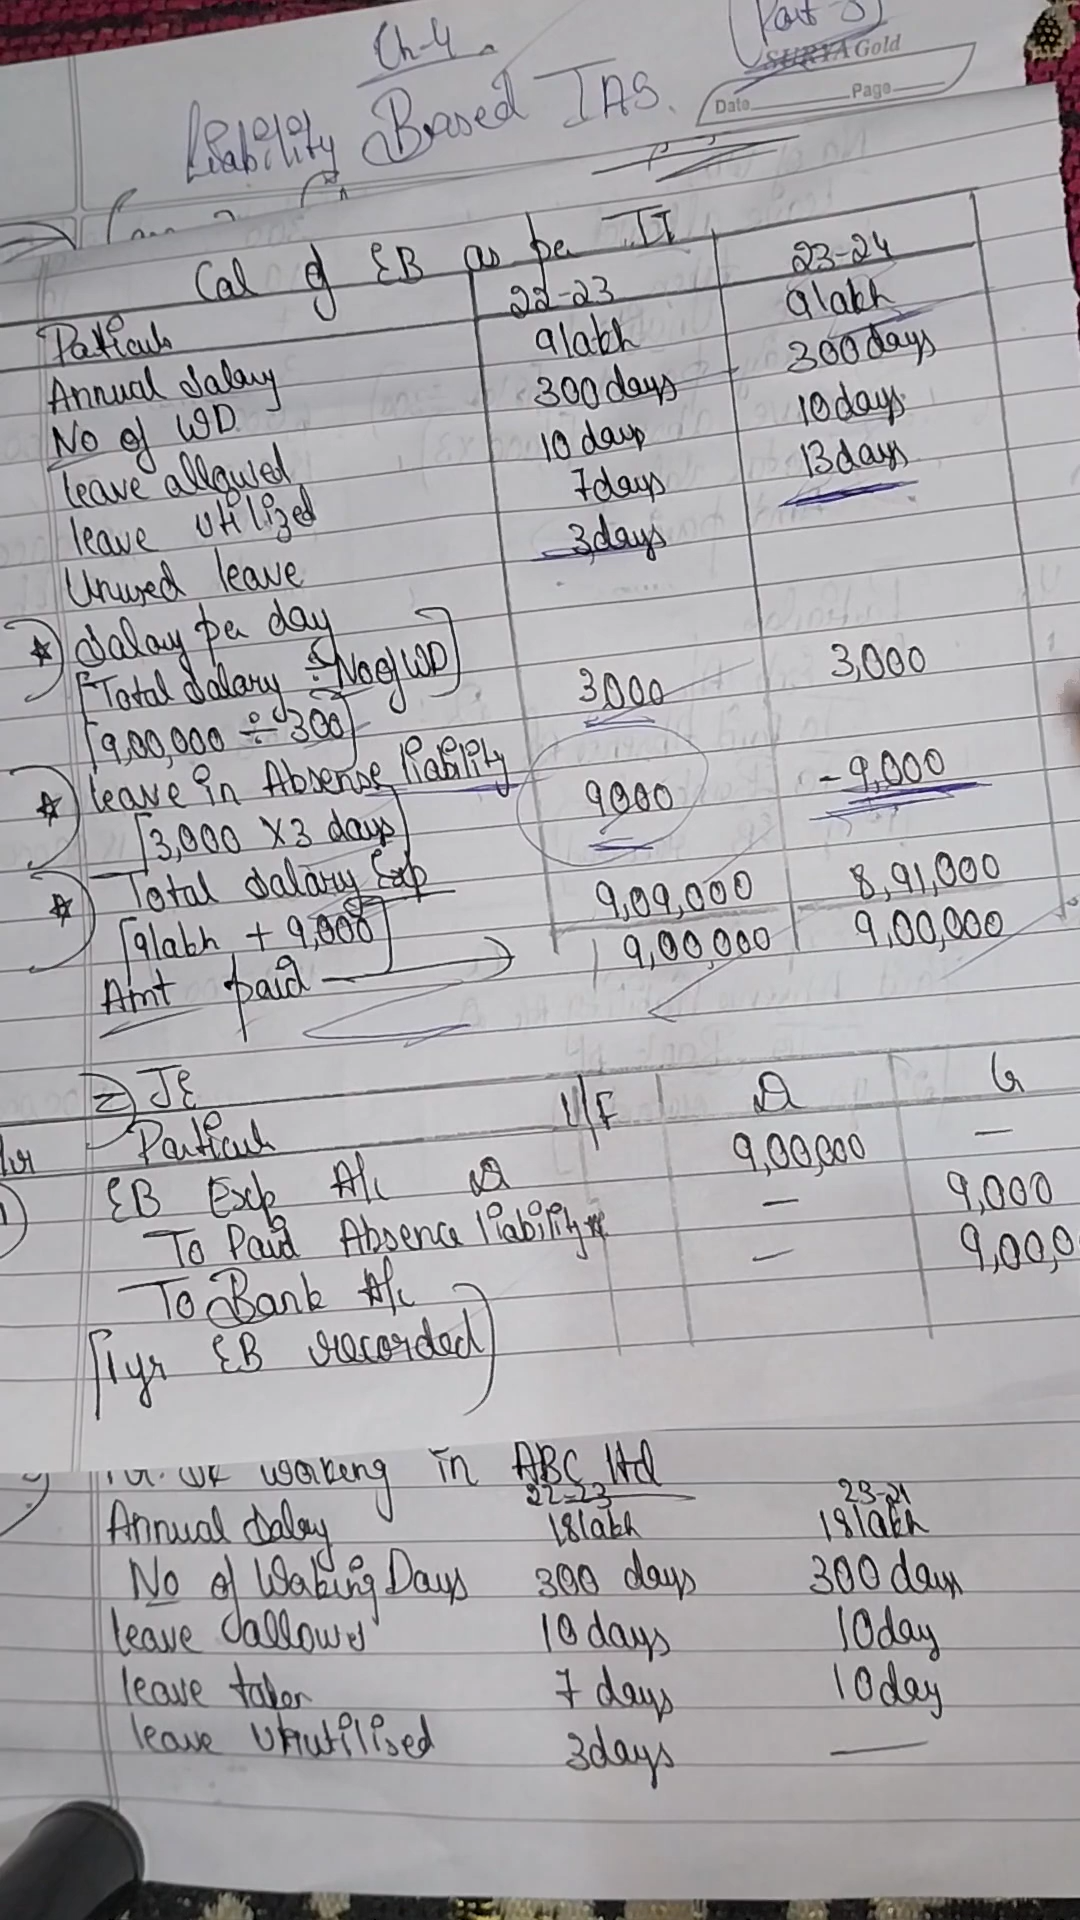 Ch-4
Part-3
SURYA Gold
Liability Based IAS.
Date Page
Cal of EB as per II
Paticuls 22-23 23-24
Annual Salary 9 lakh 9 lakh
No of WD. 300 days 300 days
leave allowed 10 days 10 days
leave utilized 7 days 13 days
Unused leave 3 days
Salary per day
[Total Salary ÷ No of WD] 3000 3,000
[9,00,000 ÷ 300]
leave in Absense liability 9000 -9,000
[3,000 X 3 days]
Total Salary Exp 9,09,000 8,91,000
[9 lakh + 9,000]
Amt paid 9,00,000 9,00,000
2) JE
Paticuls L/F Dr Cr
1) EB Exp A/c Dr 9,00,000 —
To Paid Absence liability — 9,000
To Bank A/c — 9,00,0
[1yr EB recorded]
working in ABC ltd
22-23
Annual Salary 18 lakh 18 lakh
No of Woking Days 300 days 300 days
leave allowed 10 days 10 day
leave taken 7 days 10 day
leave 3 days —